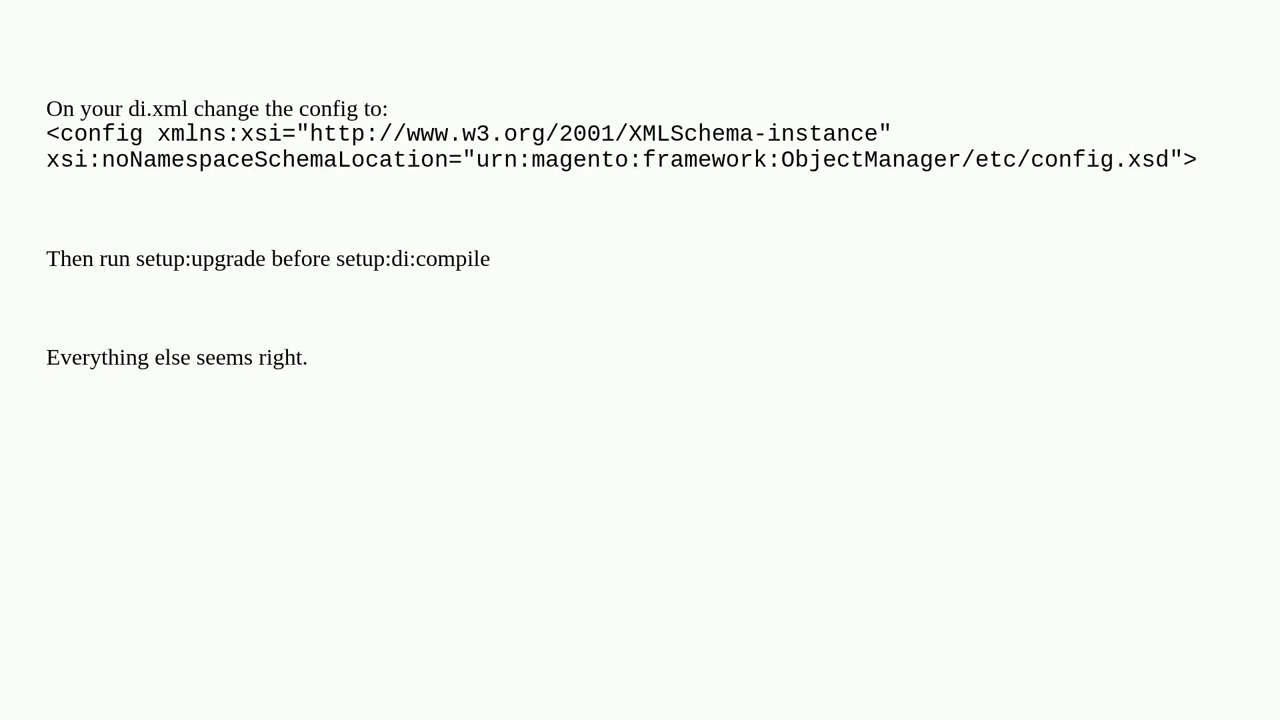 On your di.xml change the config to:
<config xmlns:xsi="http://www.w3.org/2001/XMLSchema-instance"
xsi:noNamespaceSchemaLocation="urn:magento:framework:ObjectManager/etc/config.xsd">
Then run setup:upgrade before setup:di:compile
Everything else seems right.